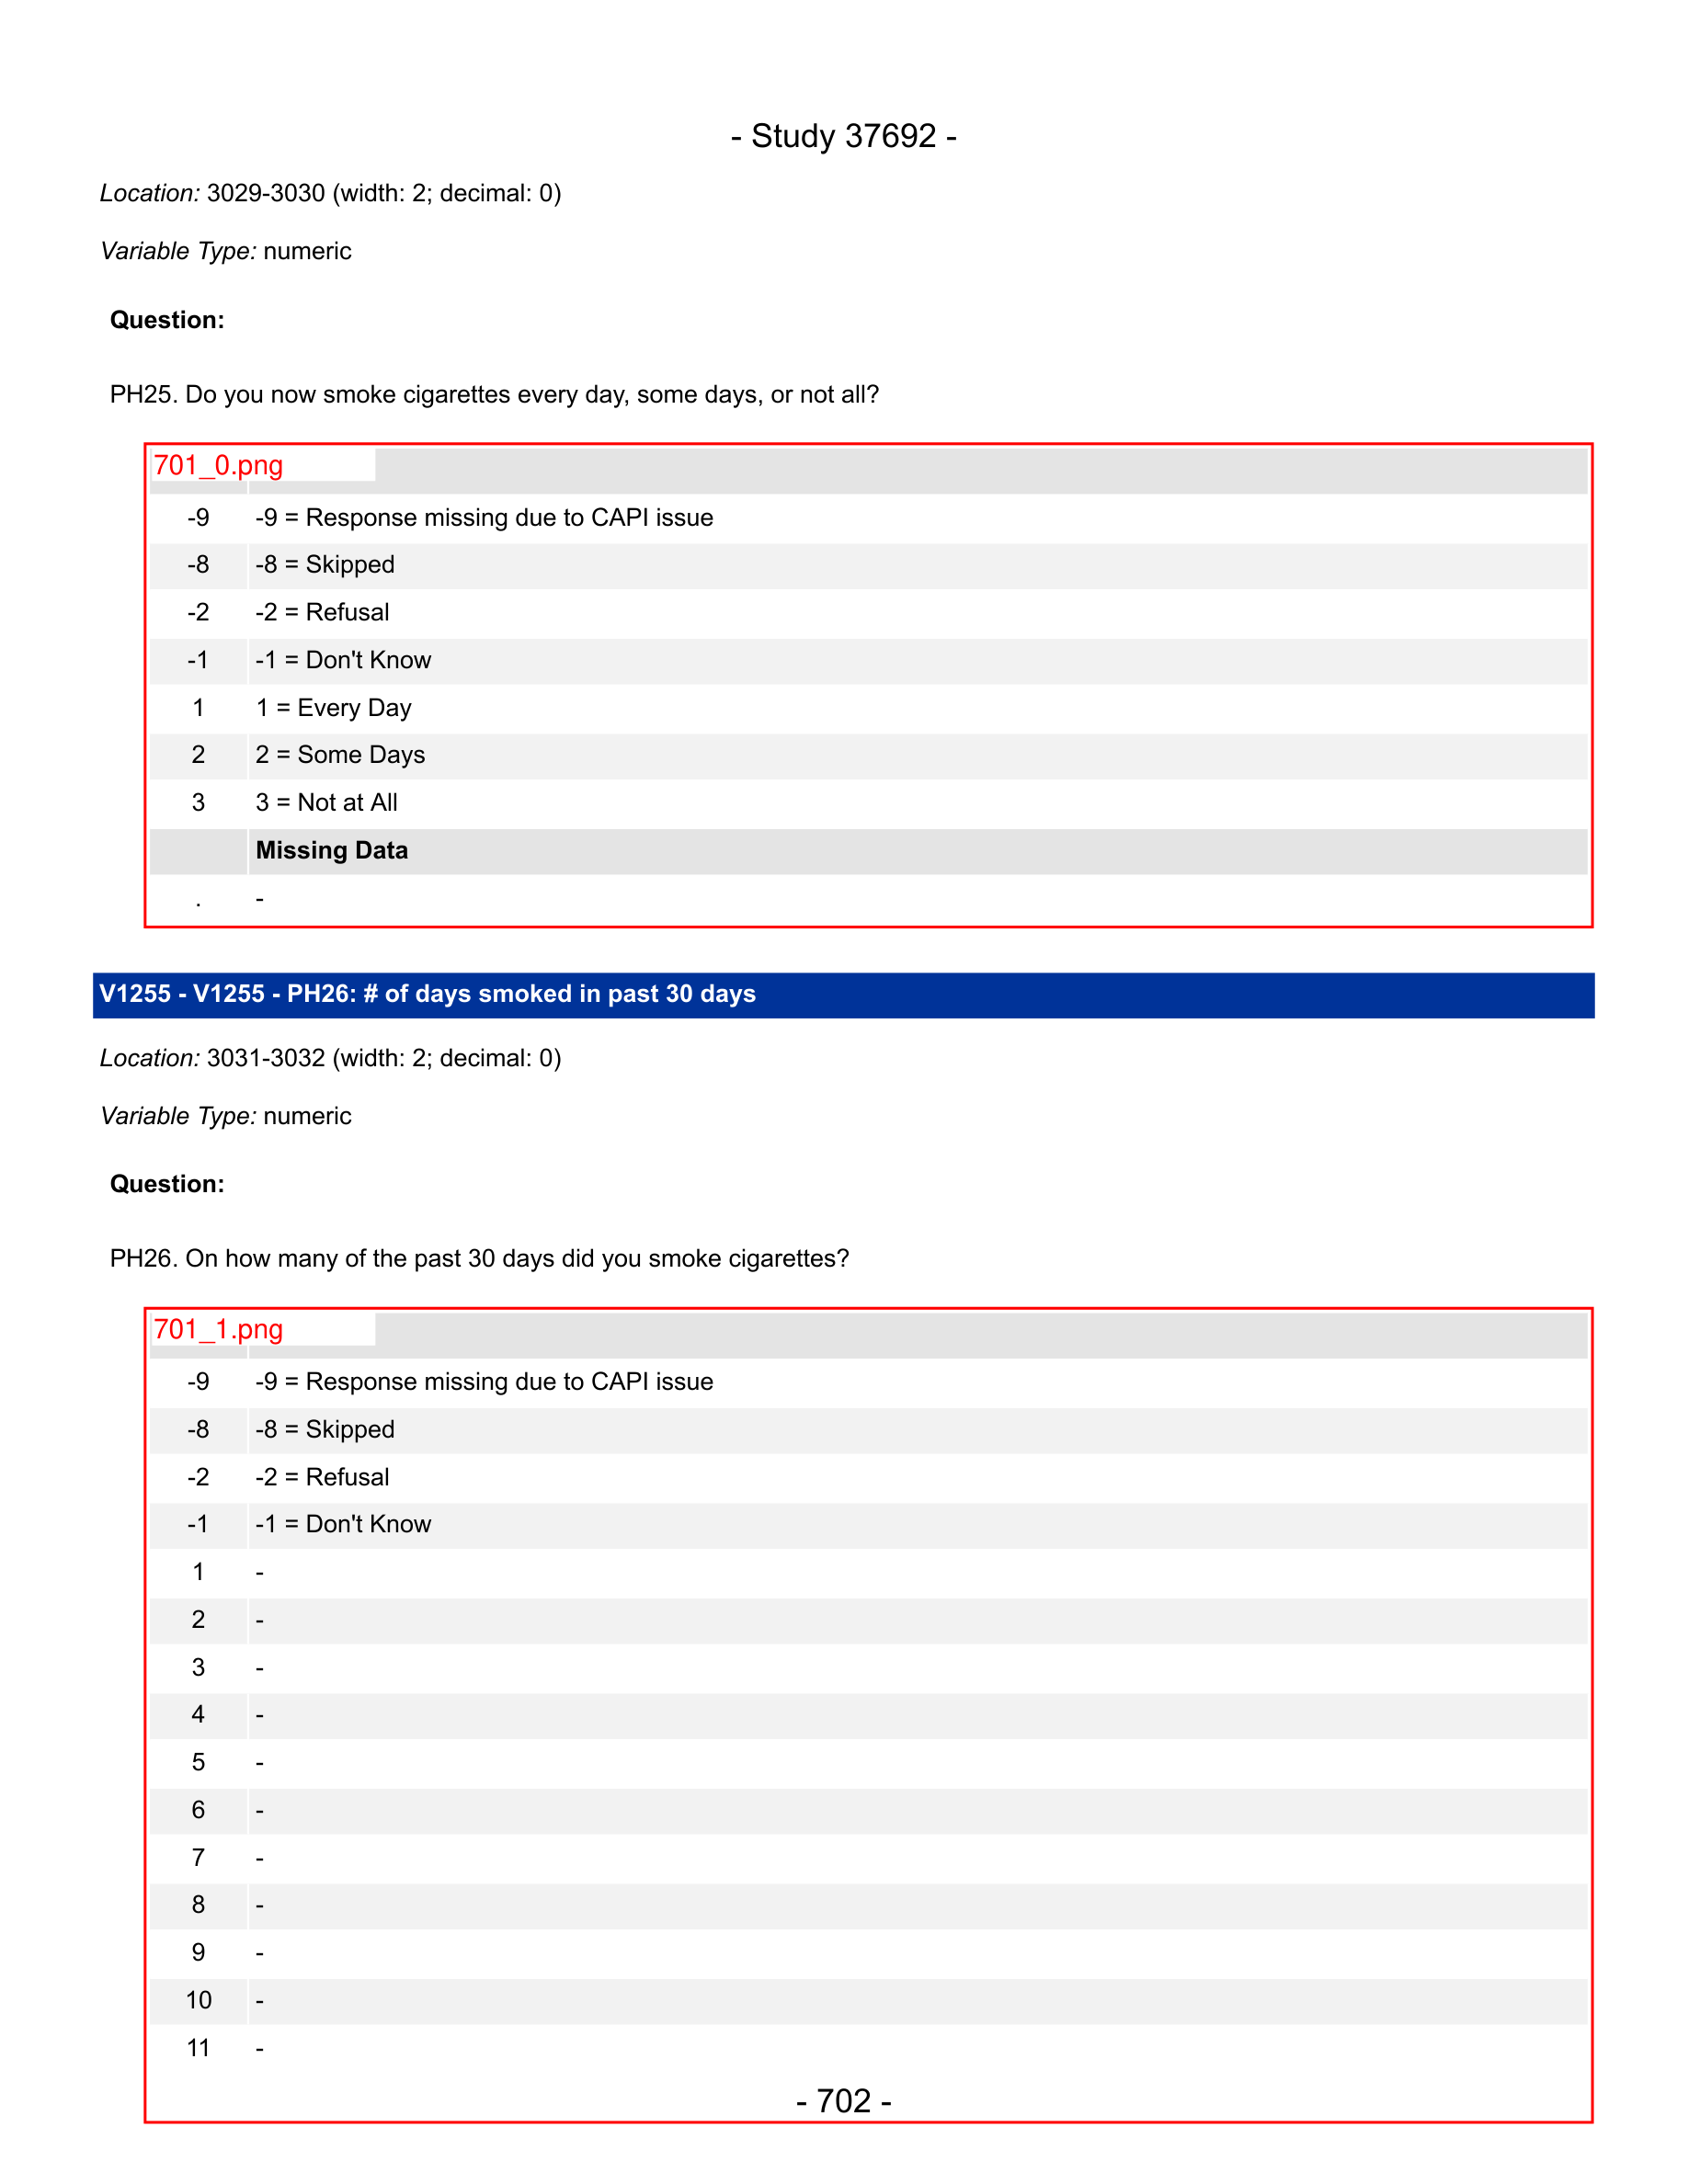 - Study 37692 -
Location: 3029-3030 (width: 2; decimal: 0)
Variable Type: numeric
Question:
PH25. Do you now smoke cigarettes every day, some days, or not all?
701_0.png
-9 -9 = Response missing due to CAPI issue
-8 -8 = Skipped
-2 -2 = Refusal
-1 -1 = Don't Know
1 1 = Every Day
2 2 = Some Days
3 3 = Not at All
Missing Data
. -
V1255 - V1255 - PH26: # of days smoked in past 30 days
Location: 3031-3032 (width: 2; decimal: 0)
Variable Type: numeric
Question:
PH26. On how many of the past 30 days did you smoke cigarettes?
701_1.png
-9 -9 = Response missing due to CAPI issue
-8 -8 = Skipped
-2 -2 = Refusal
-1 -1 = Don't Know
1 -
2 -
3 -
4 -
5 -
6 -
7 -
8 -
9 -
10 -
11 -
- 702 -